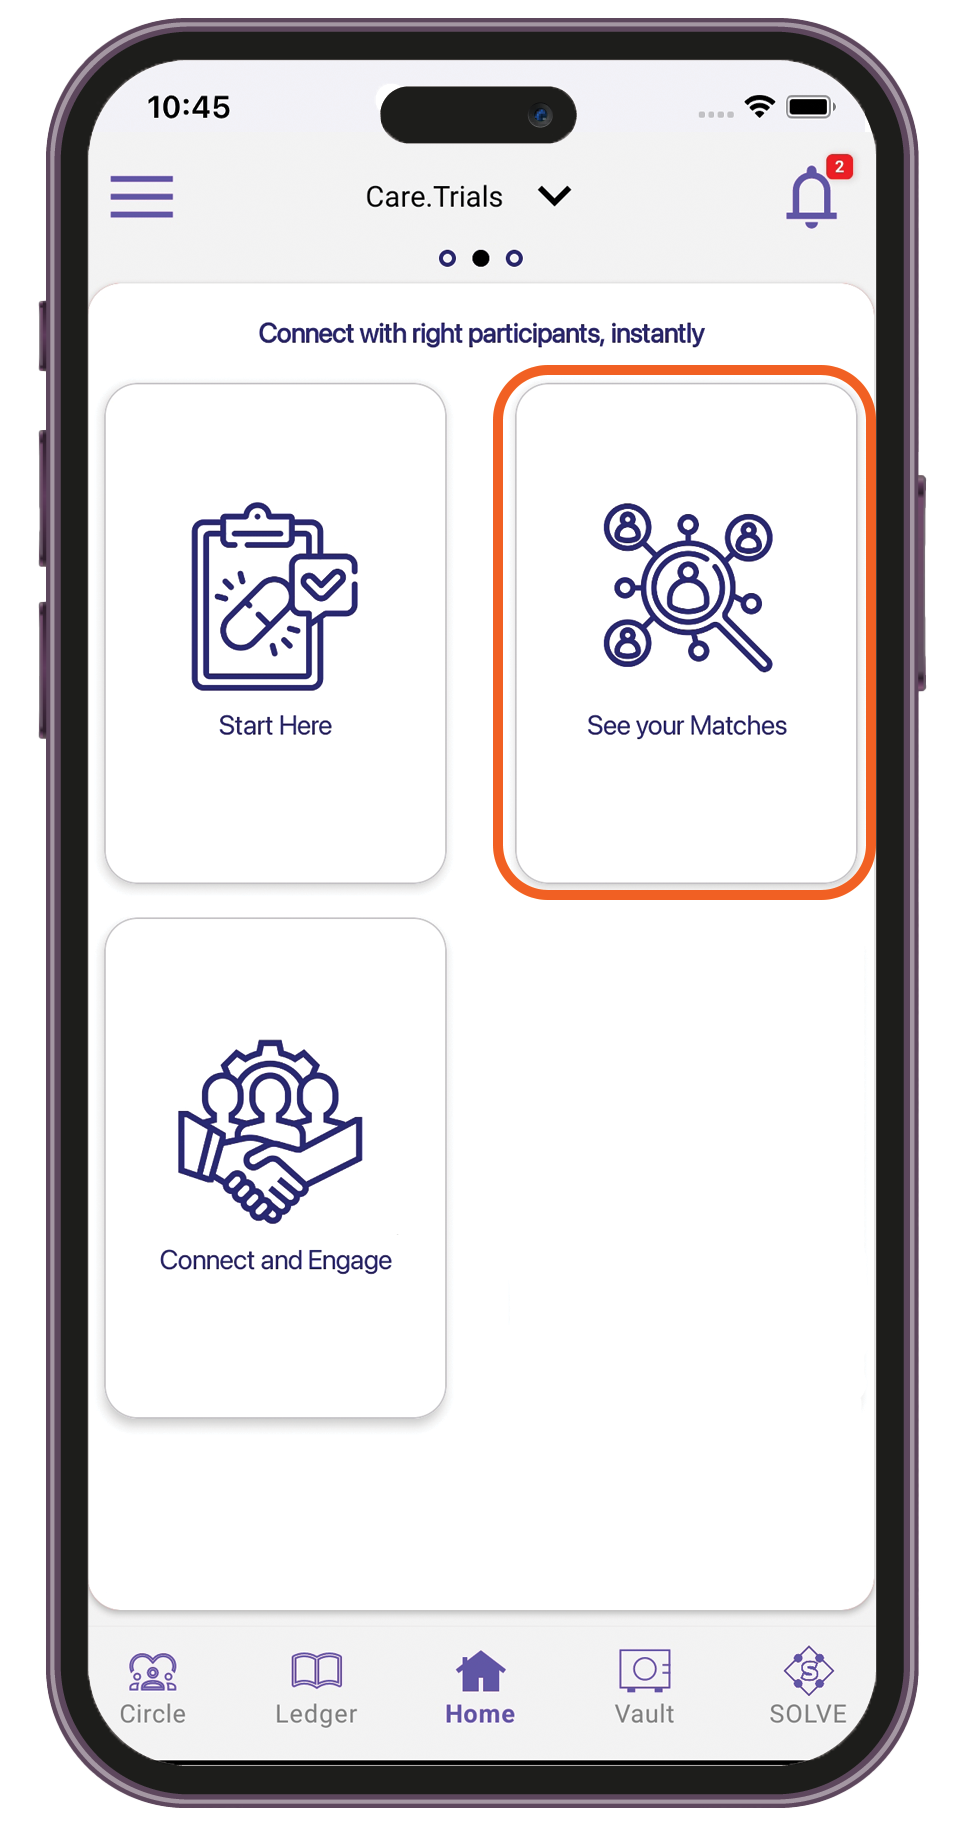 10:45
Care.Trials
2
Connect with right participants, instantly
Start Here
See your Matches
Connect and Engage
Circle
Ledger
Home
Vault
S
SOLVE